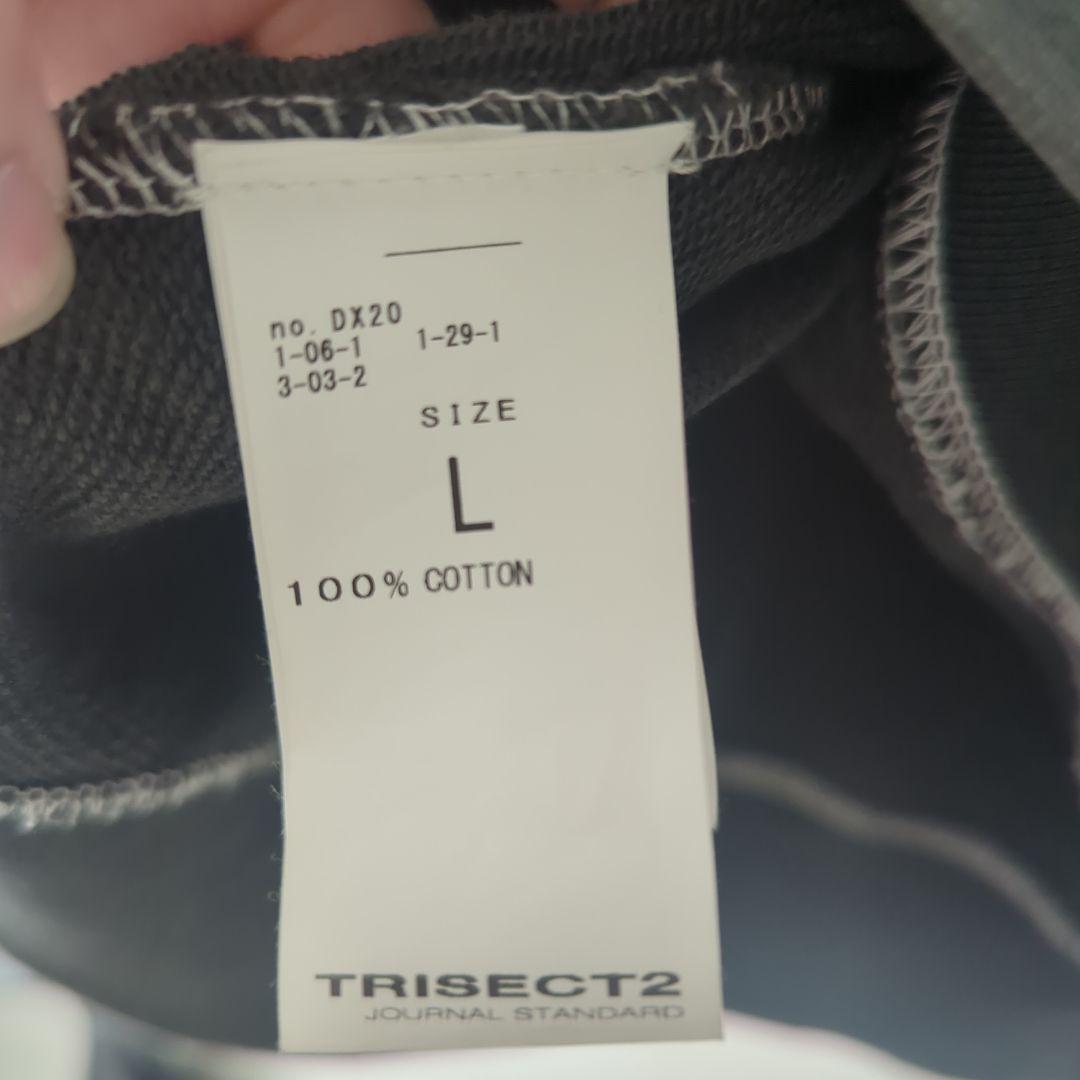 no. DX20
1-06-1 1-29-1
3-03-2
SIZE
L
100% COTTON
TRISECT2
JOURNAL STANDARD